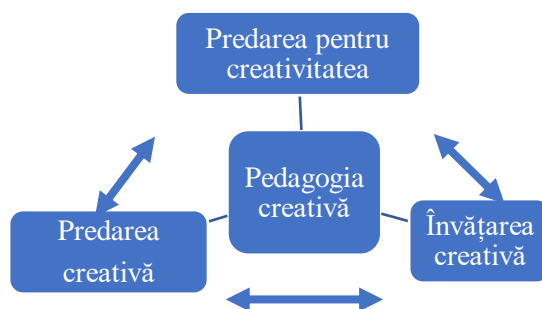 Predarea pentru
creativitatea
Pedagogia
creativă
Predarea
creativă
Învățarea
creativă